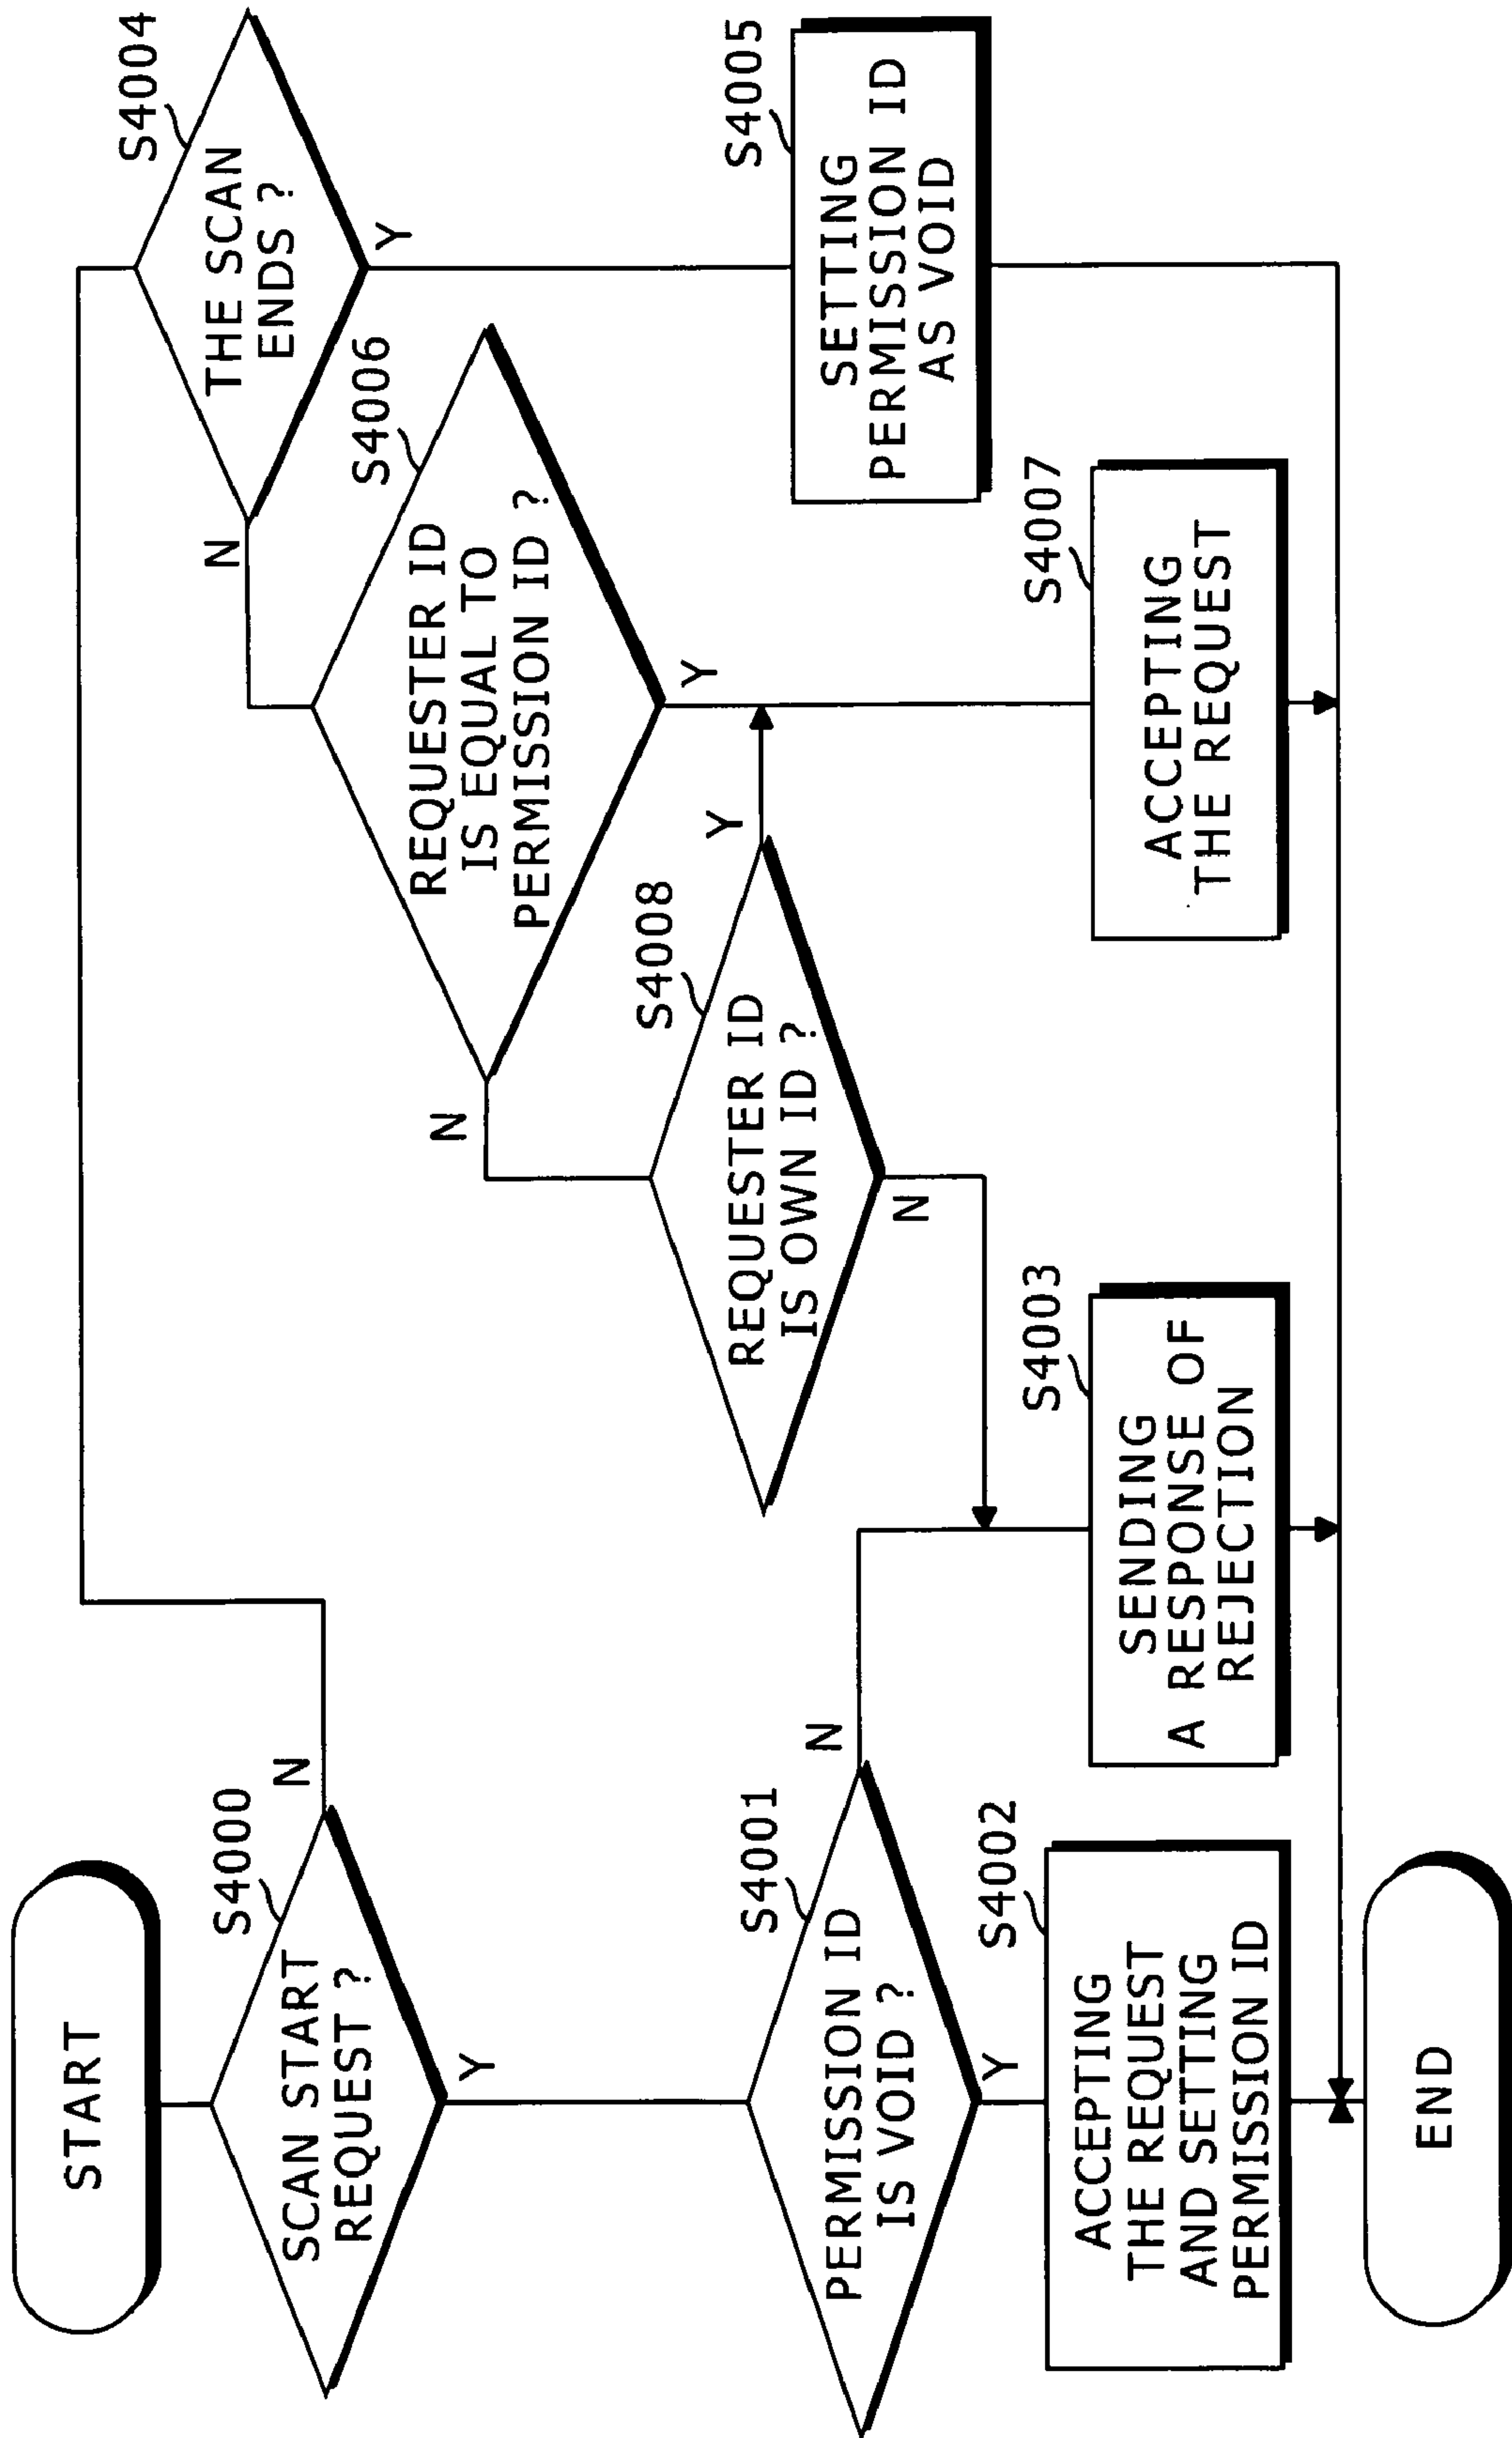 START
S4000
SCAN START
REQUEST ?
N
Y
S4001
PERMISSION ID
IS VOID ?
N
Y
S4002
ACCEPTING
THE REQUEST
AND SETTING
PERMISSION ID
S4003
SENDING
A RESPONSE OF
REJECTION
S4004
THE SCAN
ENDS ?
N
Y
S4005
SETTING
PERMISSION ID
AS VOID
S4006
REQUESTER ID
IS EQUAL TO
PERMISSION ID ?
N
Y
S4007
ACCEPTING
THE REQUEST
S4008
REQUESTER ID
IS OWN ID ?
Y
N
END